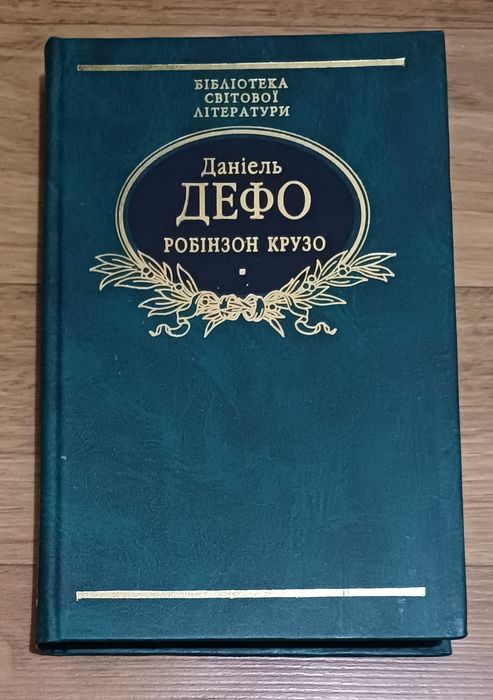 БІБЛІОТЕКА
СВІТОВОЇ
ЛІТЕРАТУРИ
Даніель
ДЕФО
РОБІНЗОН КРУЗО